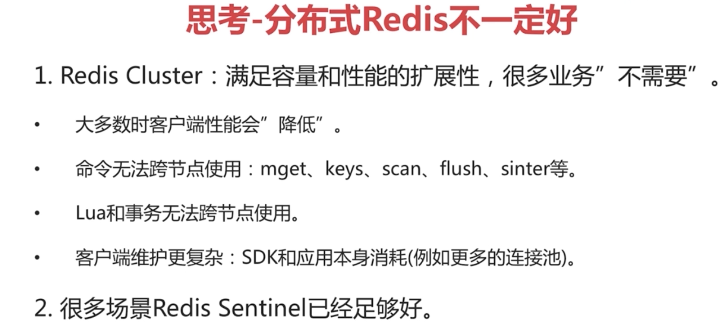 思考-分布式Redis不一定好
1. Redis Cluster：满足容量和性能的扩展性，很多业务”不需要”。
• 大多数时客户端性能会”降低”。
• 命令无法跨节点使用：mget、keys、scan、flush、sinter等。
• Lua和事务无法跨节点使用。
• 客户端维护更复杂：SDK和应用本身消耗(例如更多的连接池)。
2. 很多场景Redis Sentinel已经足够好。